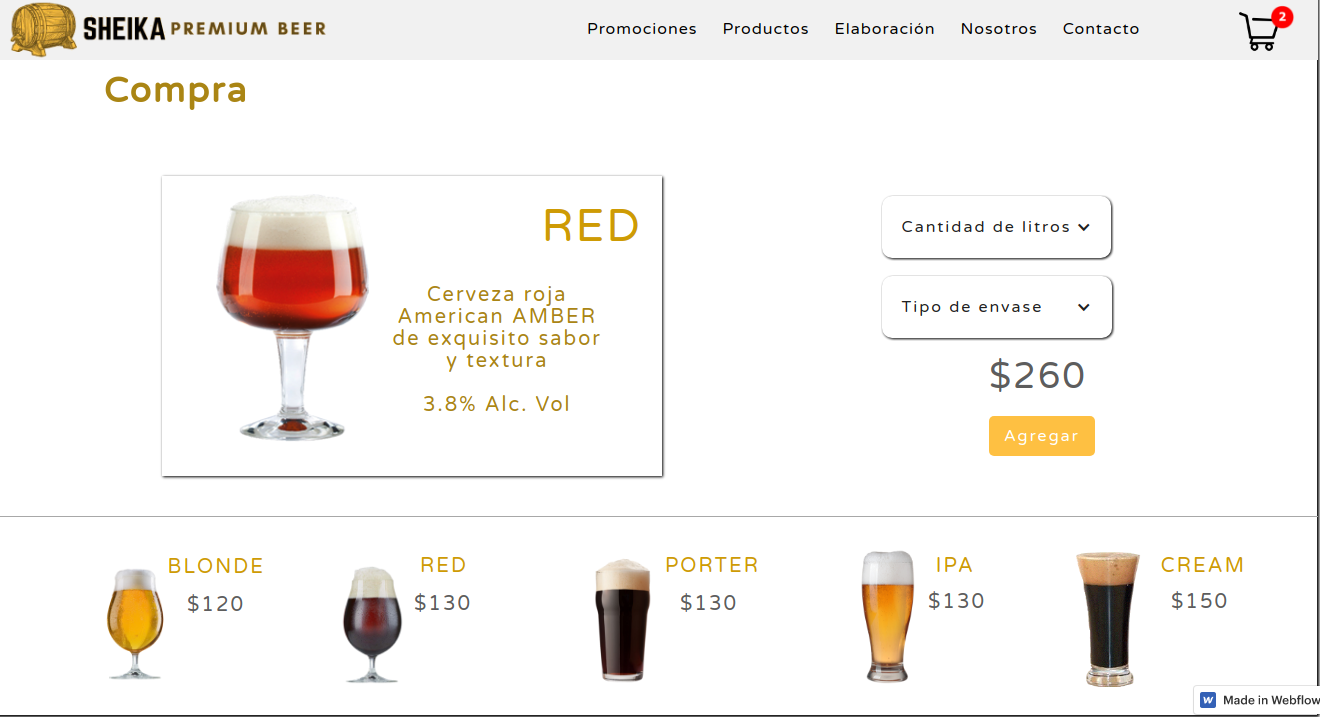 SHEIKA PREMIUM BEER
Promociones Productos Elaboración Nosotros Contacto
2
Compra
RED
Cerveza roja
American AMBER
de exquisito sabor
y textura
3.8% Alc. Vol
Cantidad de litros
Tipo de envase
$260
Agregar
BLONDE
$120
RED
$130
PORTER
$130
IPA
$130
CREAM
$150
Made in Webflow